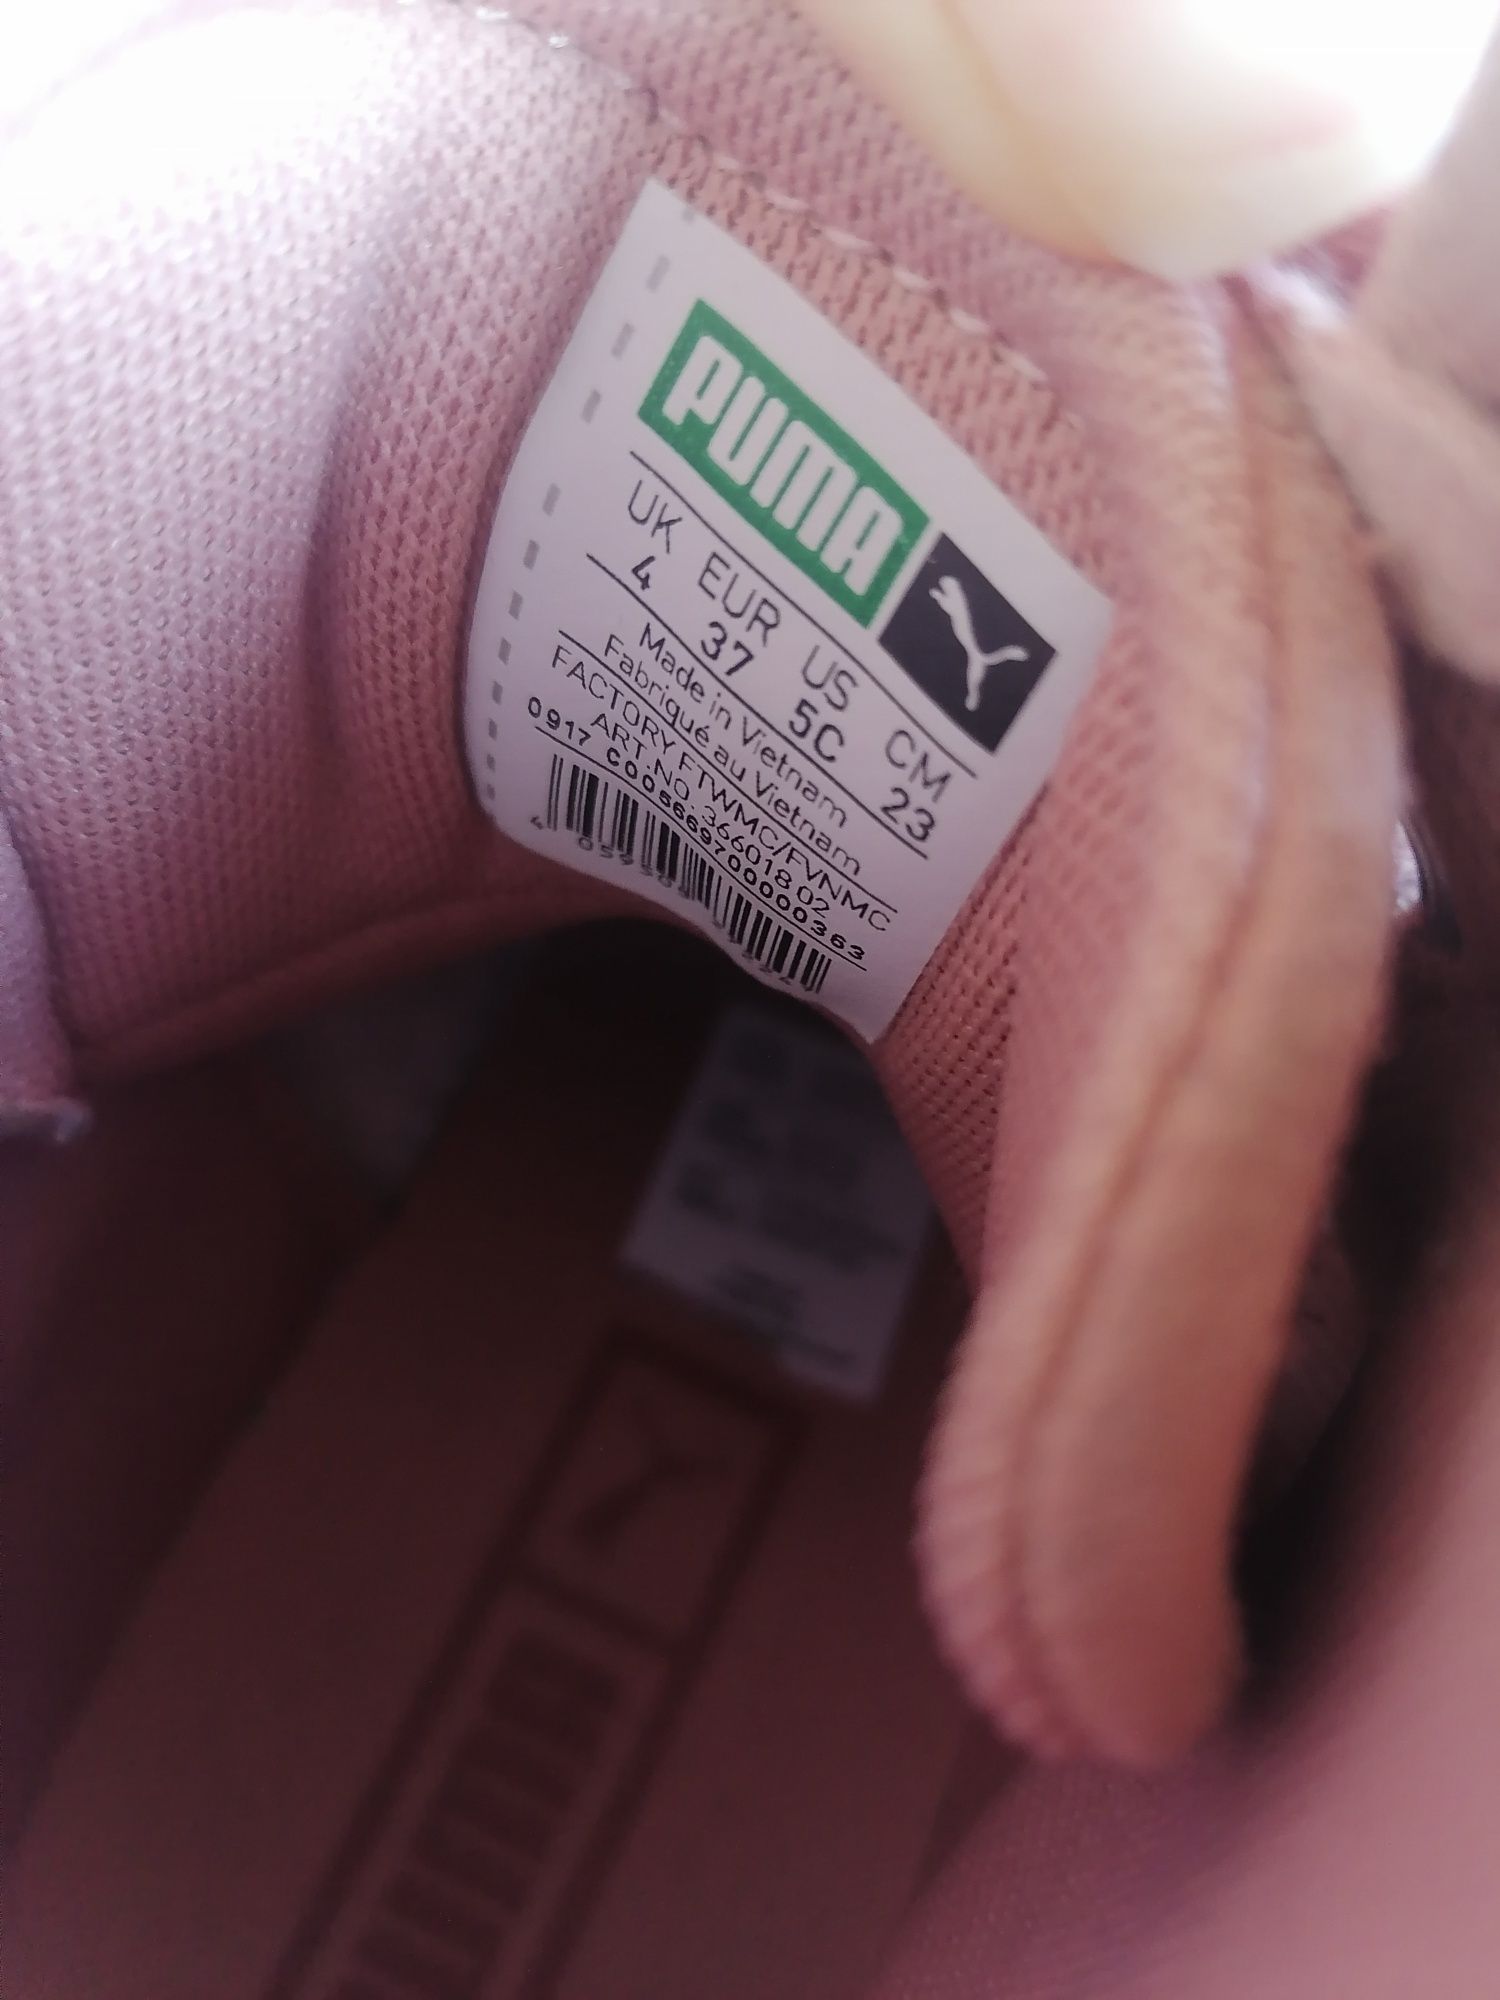 PUMA
UK EUR US CM
4 37 5C 23
Made in Vietnam
Fabriqué au Vietnam
FACTORY FTWMC/FVNMC
ART.NO.366018 02
0917 C005669700000363